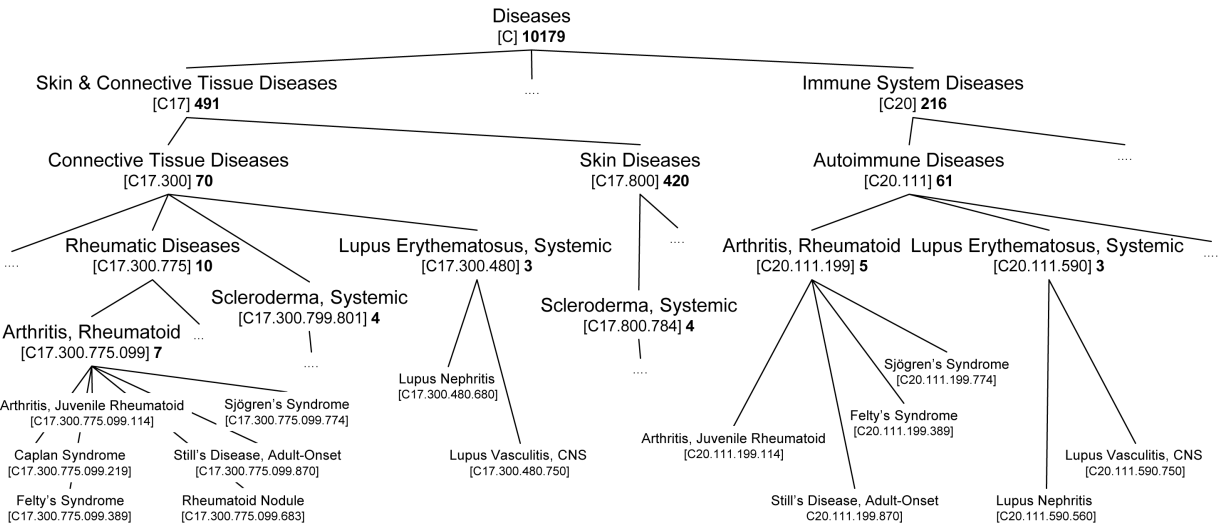 Diseases
[C] 10179
Skin & Connective Tissue Diseases
[C17] 491
....
Immune System Diseases
[C20] 216
Connective Tissue Diseases
[C17.300] 70
Skin Diseases
[C17.800] 420
Autoimmune Diseases
[C20.111] 61
....
....
Rheumatic Diseases
[C17.300.775] 10
Lupus Erythematosus, Systemic
[C17.300.480] 3
....
Arthritis, Rheumatoid
[C20.111.199] 5
Lupus Erythematosus, Systemic
[C20.111.590] 3
....
Scleroderma, Systemic
[C17.300.799.801] 4
Scleroderma, Systemic
[C17.800.784] 4
Arthritis, Rheumatoid
[C17.300.775.099] 7
...
....
....
Lupus Nephritis
[C17.300.480.680]
Sjögren's Syndrome
[C20.111.199.774]
Arthritis, Juvenile Rheumatoid
[C17.300.775.099.114]
Sjögren's Syndrome
[C17.300.775.099.774]
Felty's Syndrome
[C20.111.199.389]
Arthritis, Juvenile Rheumatoid
[C20.111.199.114]
Caplan Syndrome
[C17.300.775.099.219]
Still's Disease, Adult-Onset
[C17.300.775.099.870]
Lupus Vasculitis, CNS
[C17.300.480.750]
Lupus Vasculitis, CNS
[C20.111.590.750]
Felty's Syndrome
[C17.300.775.099.389]
Rheumatoid Nodule
[C17.300.775.099.683]
Still's Disease, Adult-Onset
C20.111.199.870]
Lupus Nephritis
[C20.111.590.560]